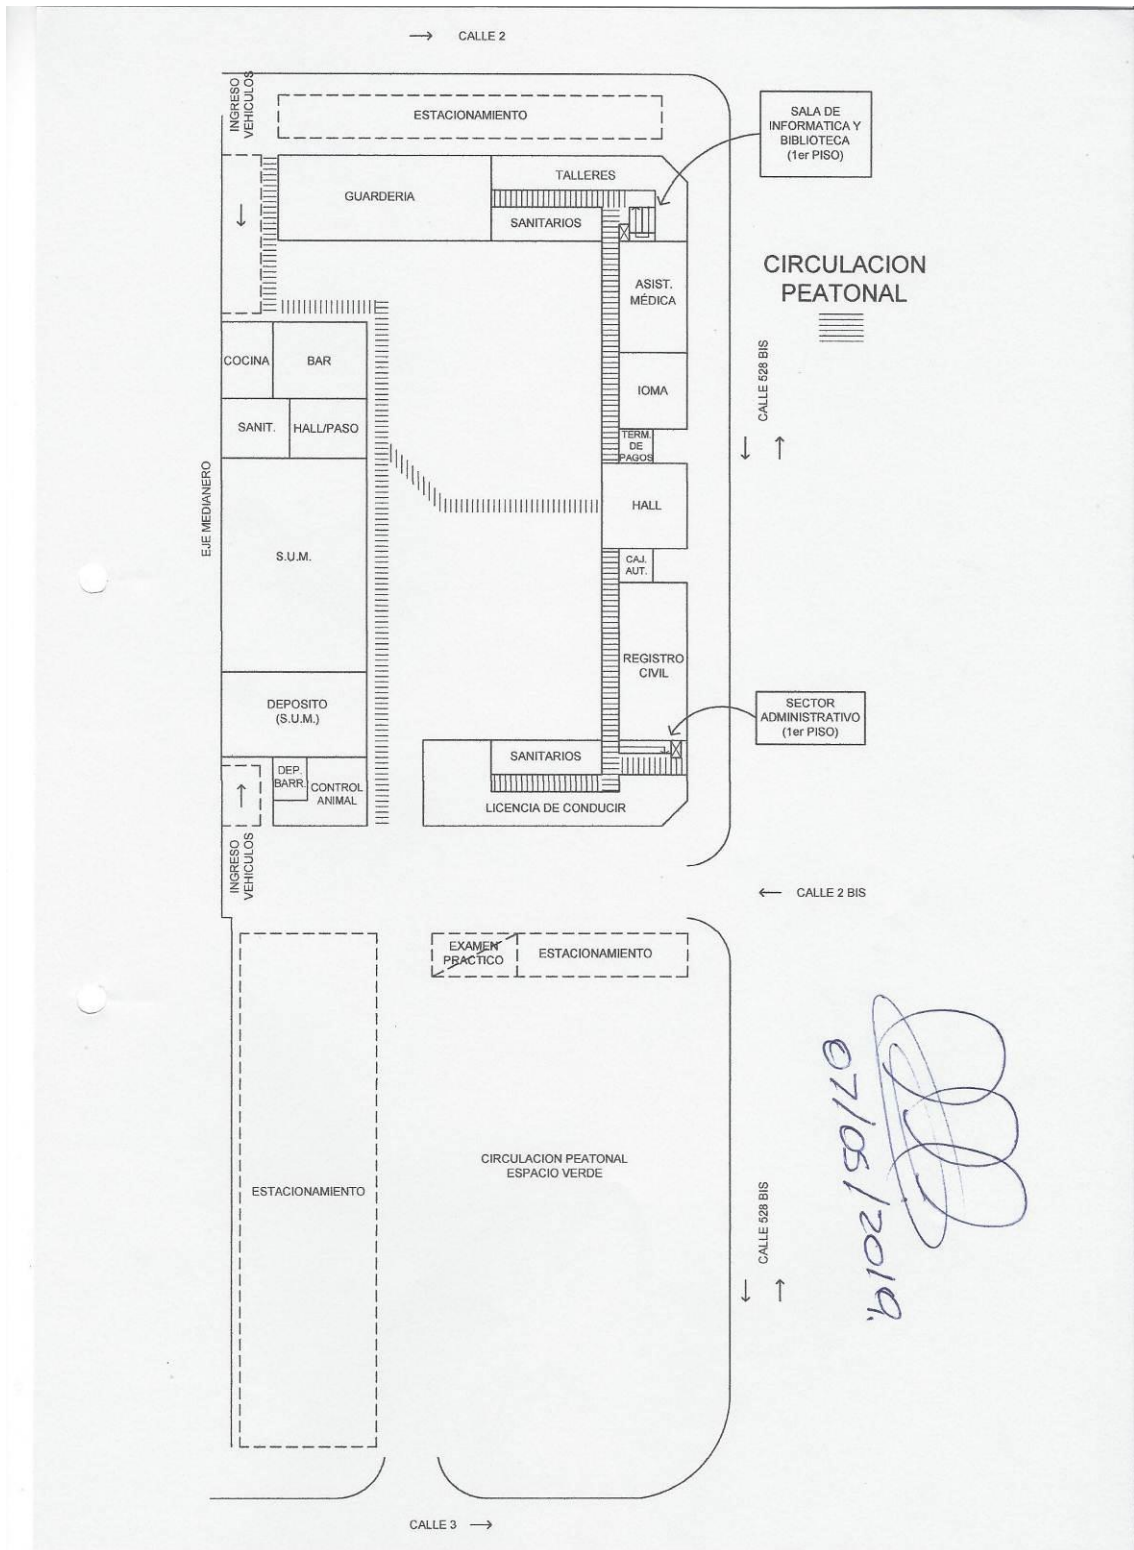 CALLE 2
INGRESO
VEHICULOS
ESTACIONAMIENTO
SALA DE
INFORMATICA Y
BIBLIOTECA
(1er PISO)
GUARDERIA
TALLERES
SANITARIOS
CIRCULACION
PEATONAL
ASIST.
MÉDICA
COCINA
BAR
IOMA
CALLE 528 BIS
SANIT.
HALL/PASO
TERM.
DE
PAGOS
EJE MEDIANERO
HALL
S.U.M.
CAJ.
AUT.
REGISTRO
CIVIL
DEPOSITO
(S.U.M.)
SECTOR
ADMINISTRATIVO
(1er PISO)
SANITARIOS
DEP.
BARR.
CONTROL
ANIMAL
LICENCIA DE CONDUCIR
INGRESO
VEHICULOS
CALLE 2 BIS
EXAMEN
PRACTICO
ESTACIONAMIENTO
07/05/2019.
CIRCULACION PEATONAL
ESPACIO VERDE
ESTACIONAMIENTO
CALLE 528 BIS
CALLE 3